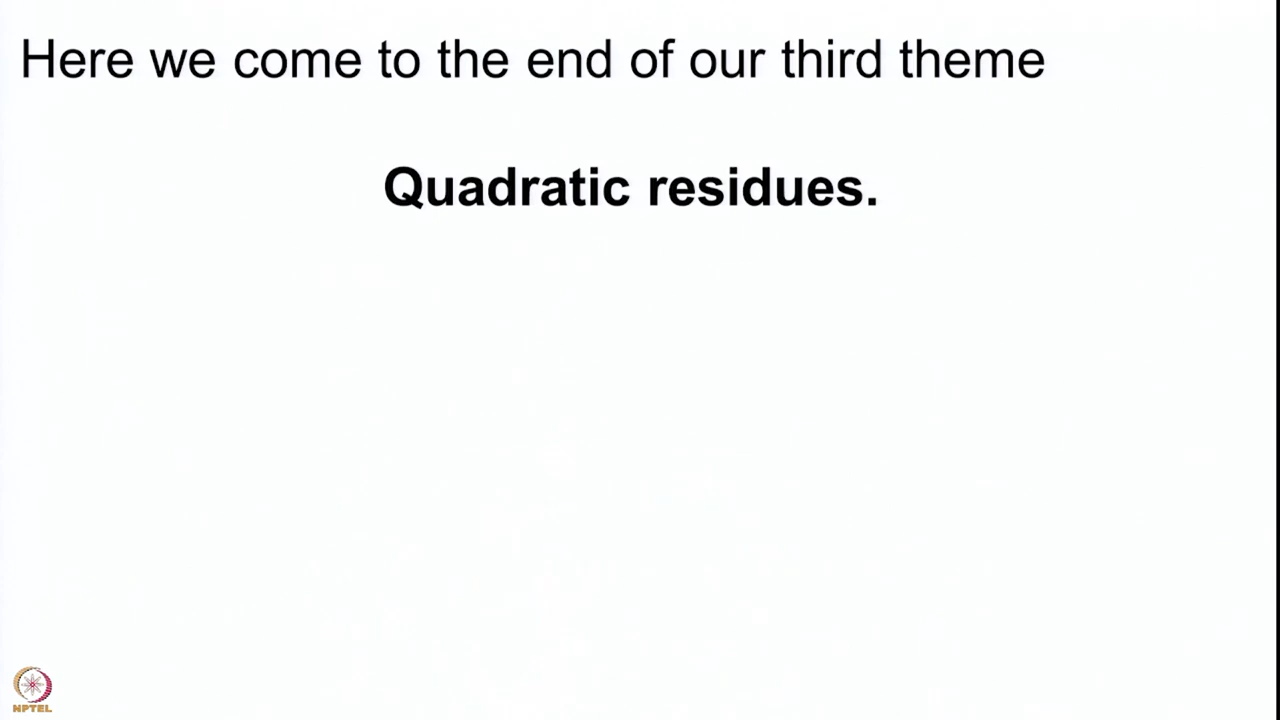 Here we come to the end of our third theme
Quadratic residues.
NPTEL